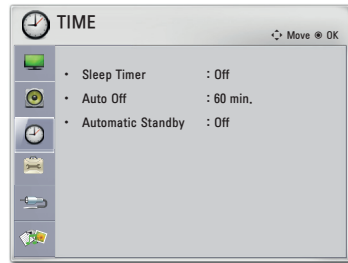 TIME
Move ◉ OK
• Sleep Timer : Off
• Auto Off : 60 min.
• Automatic Standby : Off